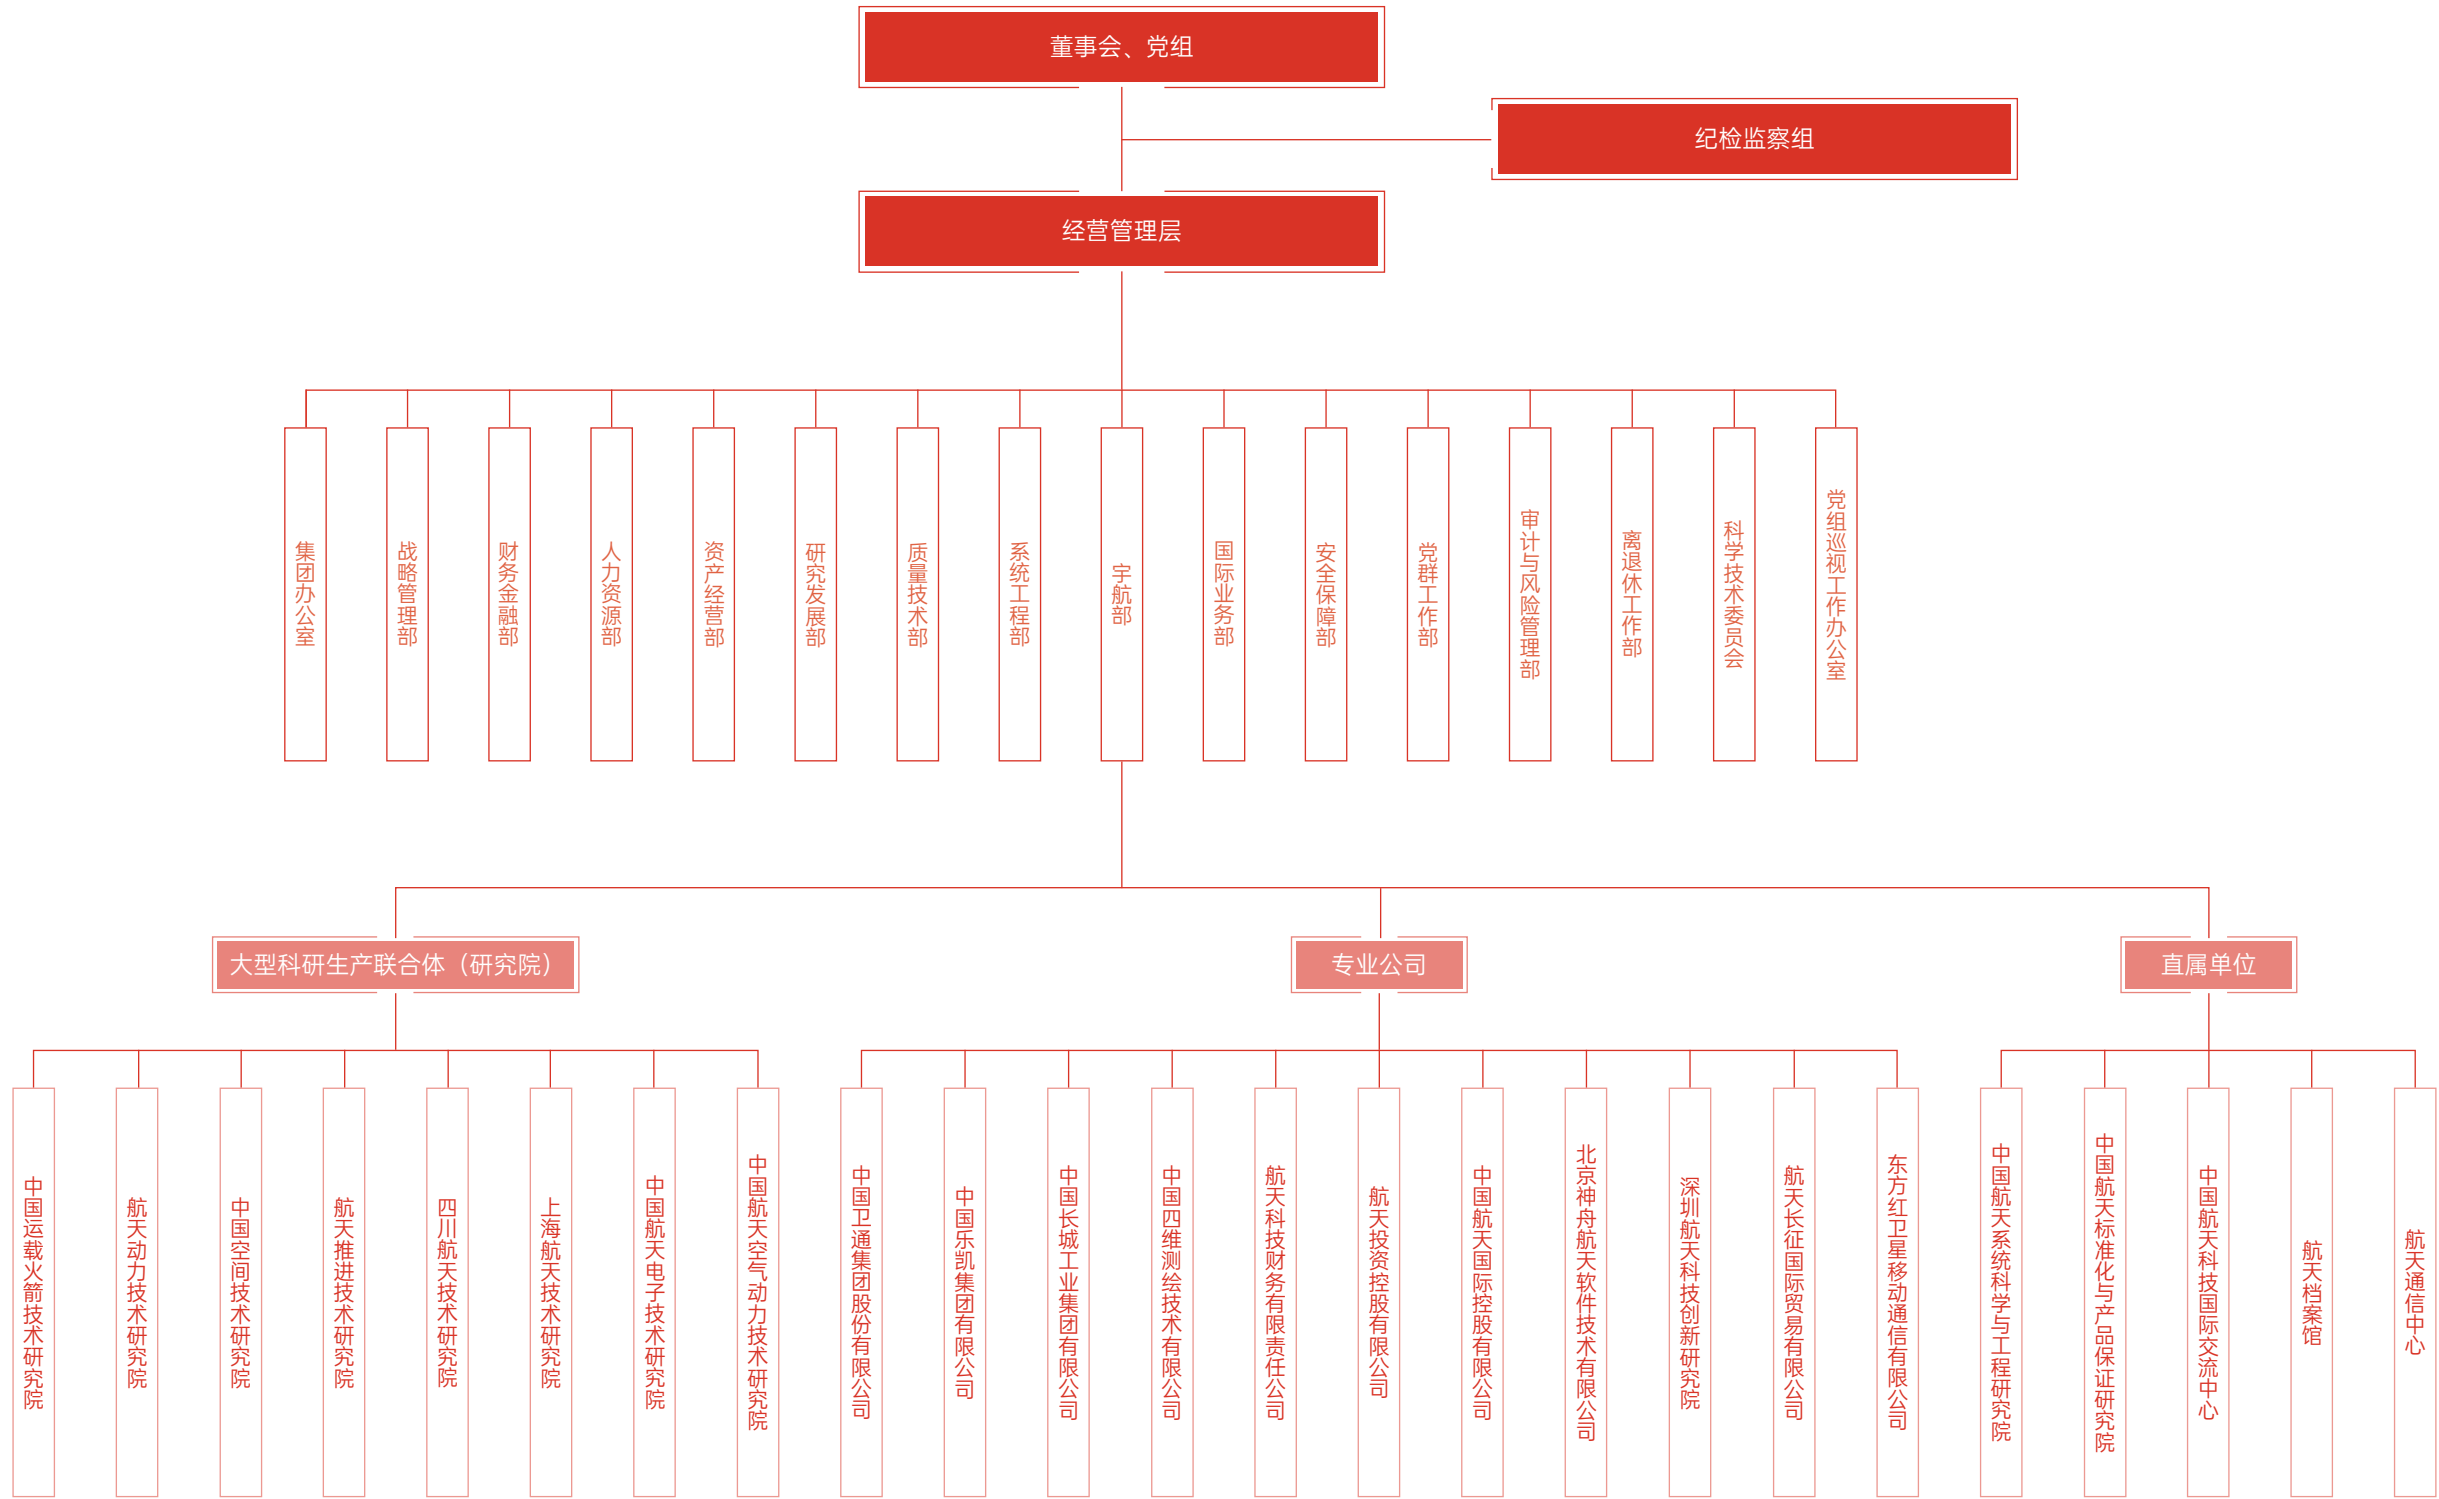 董事会、党组
纪检监察组
经营管理层
集团办公室
战略管理部
财务金融部
人力资源部
资产经营部
研究发展部
质量技术部
系统工程部
宇航部
国际业务部
安全保障部
党群工作部
审计与风险管理部
离退休工作部
科学技术委员会
党组巡视工作办公室
大型科研生产联合体（研究院）
专业公司
直属单位
中国运载火箭技术研究院
航天动力技术研究院
中国空间技术研究院
航天推进技术研究院
四川航天技术研究院
上海航天技术研究院
中国航天电子技术研究院
中国航天空气动力技术研究院
中国卫通集团股份有限公司
中国乐凯集团有限公司
中国长城工业集团有限公司
中国四维测绘技术有限公司
航天科技财务有限责任公司
航天投资控股有限公司
中国航天国际控股有限公司
北京神舟航天软件技术有限公司
深圳航天科技创新研究院
航天长征国际贸易有限公司
东方红卫星移动通信有限公司
中国航天系统科学与工程研究院
中国航天标准化与产品保证研究院
中国航天科技国际交流中心
航天档案馆
航天通信中心